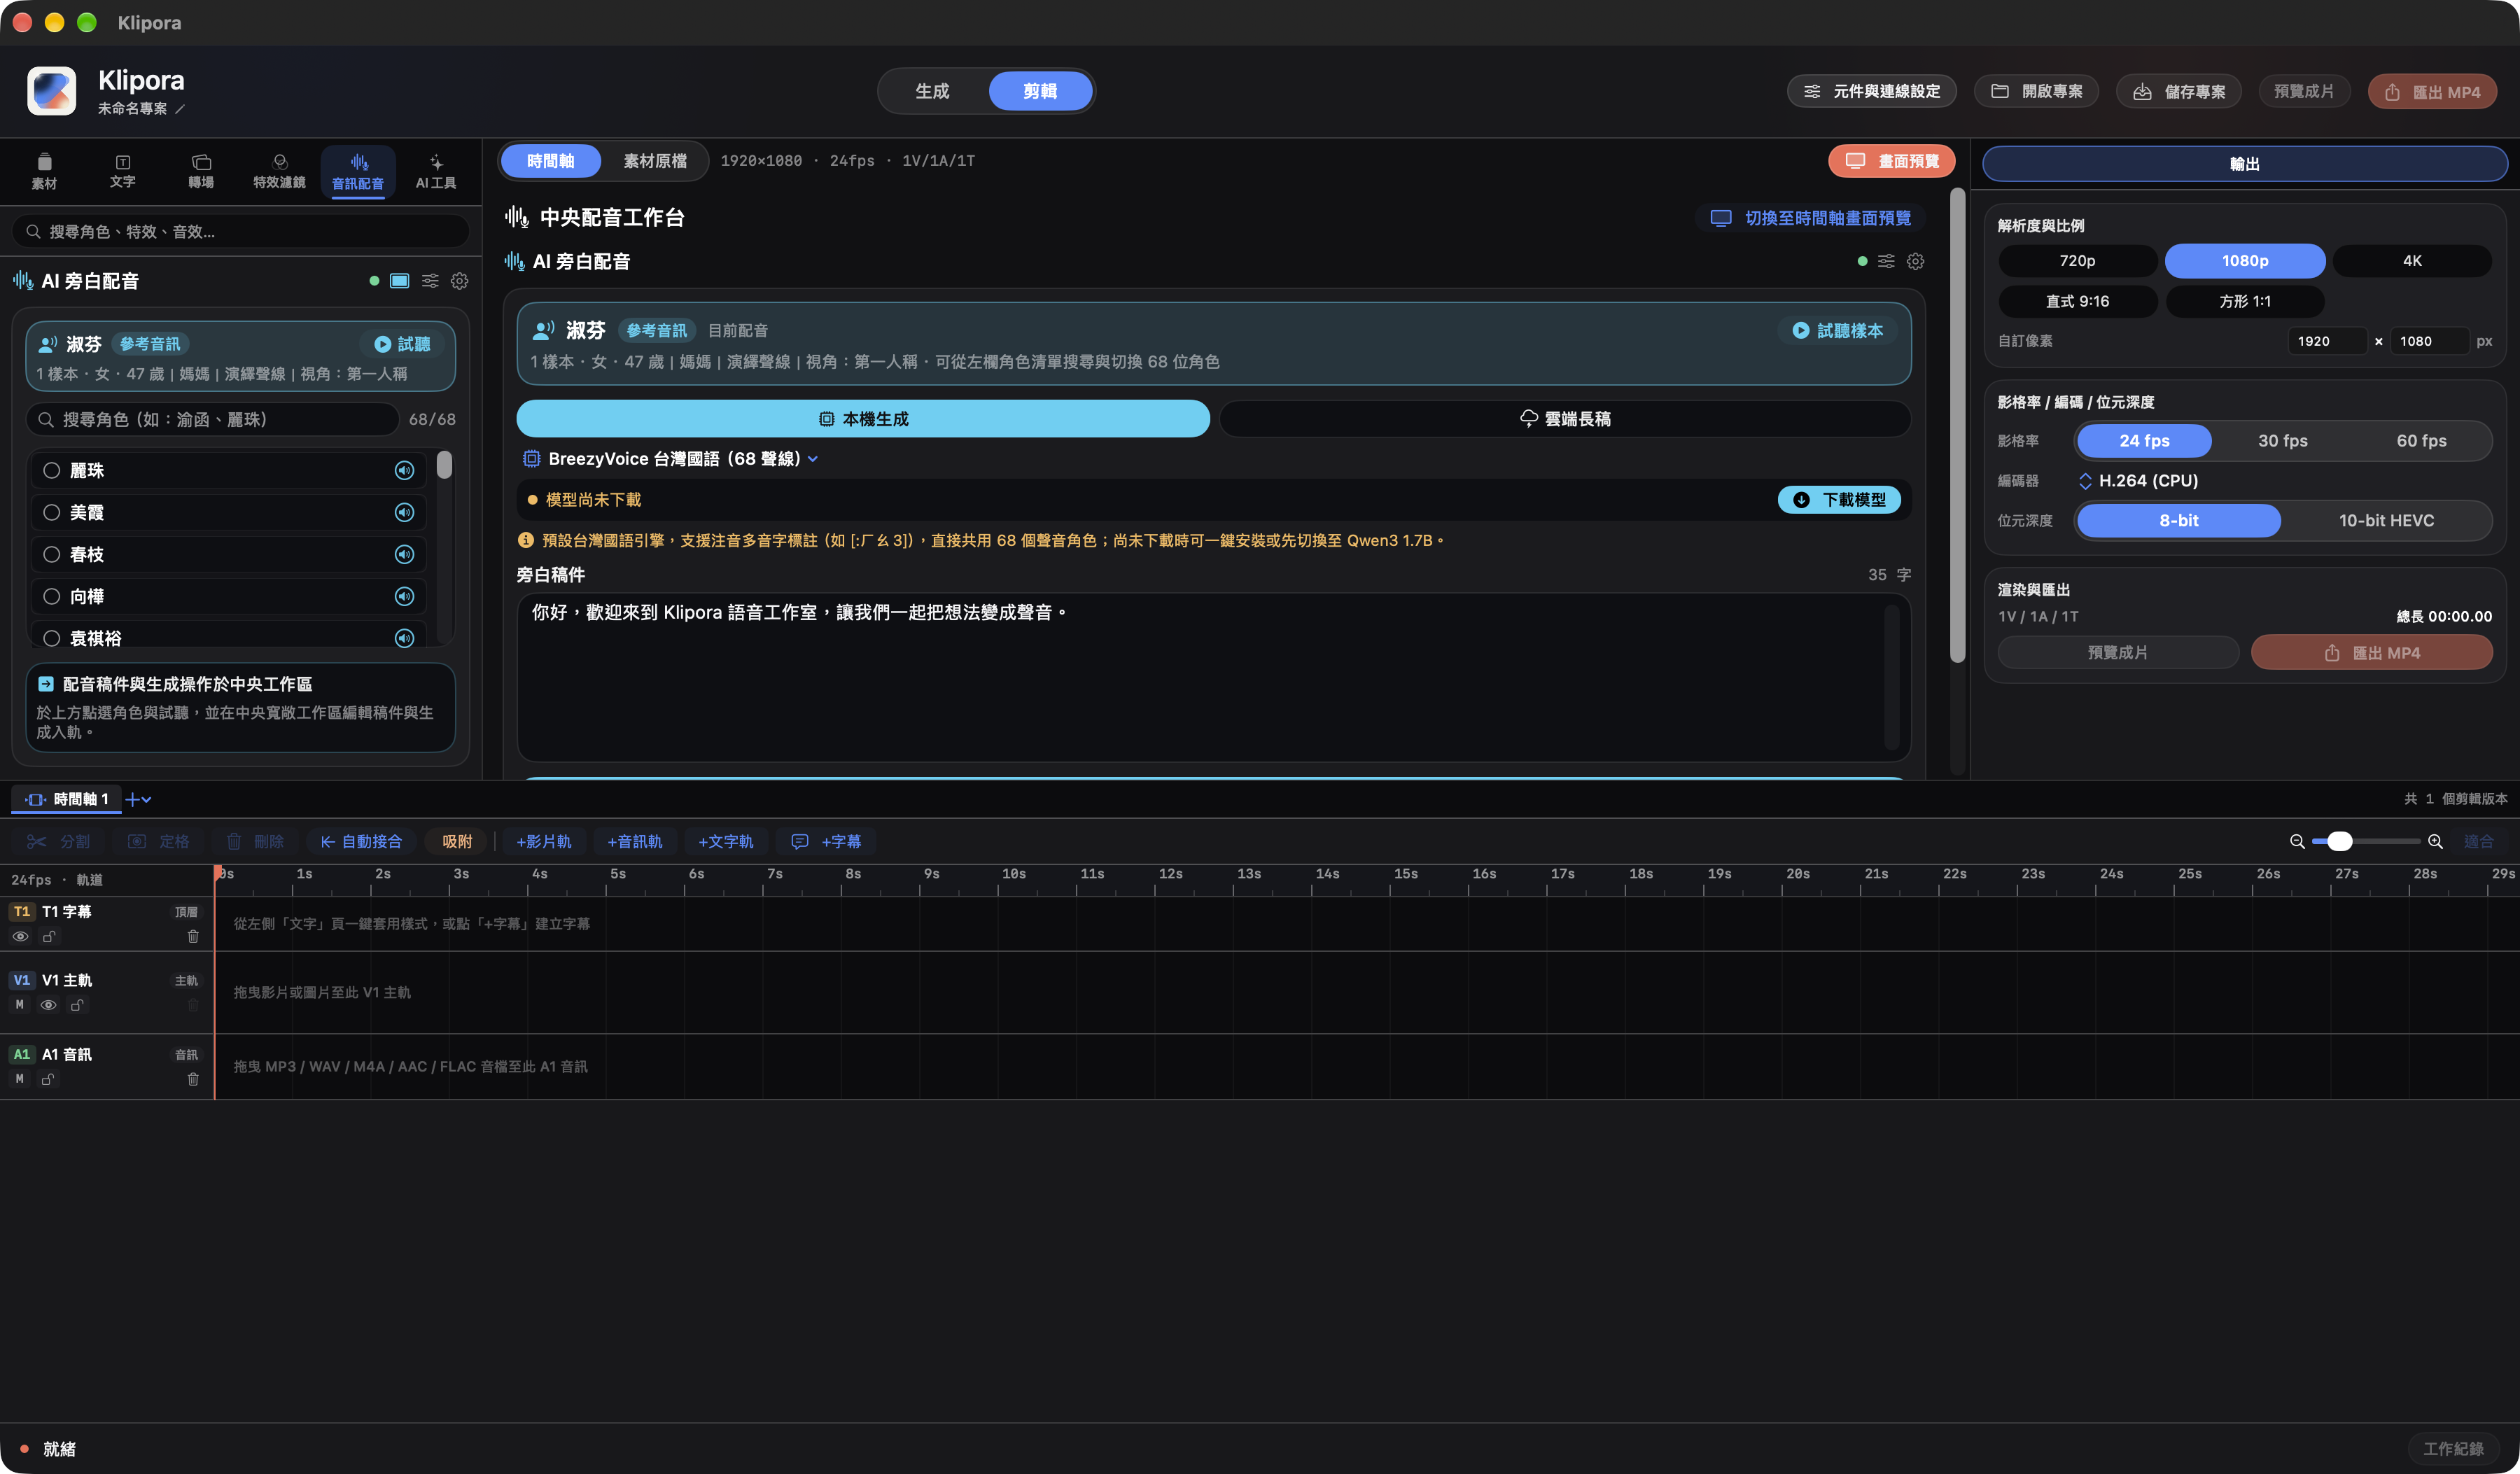 Klipora
Klipora
未命名專案
生成
剪輯
元件與連線設定
開啟專案
儲存專案
預覽成片
匯出 MP4
素材
文字
轉場
特效濾鏡
音訊配音
AI 工具
搜尋角色、特效、音效...
AI 旁白配音
淑芬 參考音訊 試聽
1 樣本 · 女 · 47 歲 | 媽媽 | 演繹聲線 | 視角：第一人稱
搜尋角色（如：渝函、麗珠） 68/68
麗珠
美霞
春枝
向樺
袁祺裕
配音稿件與生成操作於中央工作區
於上方點選角色與試聽，並在中央寬敞工作區編輯稿件與生
成入軌。
時間軸 素材原檔 1920×1080 · 24fps · 1V/1A/1T 畫面預覽
中央配音工作台 切換至時間軸畫面預覽
AI 旁白配音
淑芬 參考音訊 目前配音 試聽樣本
1 樣本 · 女 · 47 歲 | 媽媽 | 演繹聲線 | 視角：第一人稱 · 可從左欄角色清單搜尋與切換 68 位角色
本機生成 雲端長稿
BreezyVoice 台灣國語（68 聲線）
模型尚未下載 下載模型
預設台灣國語引擎，支援注音多音字標註（如 [:ㄏㄠ3]），直接共用 68 個聲音角色；尚未下載時可一鍵安裝或先切換至 Qwen3 1.7B。
旁白稿件 35 字
你好，歡迎來到 Klipora 語音工作室，讓我們一起把想法變成聲音。
輸出
解析度與比例
720p 1080p 4K
直式 9:16 方形 1:1
自訂像素 1920 × 1080 px
影格率 / 編碼 / 位元深度
影格率 24 fps 30 fps 60 fps
編碼器 H.264 (CPU)
位元深度 8-bit 10-bit HEVC
渲染與匯出
1V / 1A / 1T 總長 00:00.00
預覽成片 匯出 MP4
時間軸 1 共 1 個剪輯版本
分割 定格 刪除 自動接合 吸附 +影片軌 +音訊軌 +文字軌 +字幕 適合
24fps · 軌道 0s 1s 2s 3s 4s 5s 6s 7s 8s 9s 10s 11s 12s 13s 14s 15s 16s 17s 18s 19s 20s 21s 22s 23s 24s 25s 26s 27s 28s 29s
T1 T1 字幕 頂層
從左側「文字」頁一鍵套用樣式，或點「+字幕」建立字幕
V1 V1 主軌 主軌
M
拖曳影片或圖片至此 V1 主軌
A1 A1 音訊 音訊
M
拖曳 MP3 / WAV / M4A / AAC / FLAC 音檔至此 A1 音訊
就緒 工作紀錄